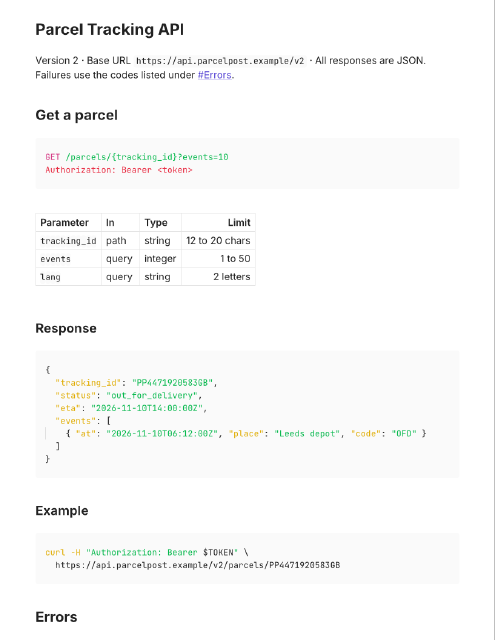 Parcel Tracking API
Version 2 · Base URL https://api.parcelpost.example/v2 · All responses are JSON.
Failures use the codes listed under #Errors.
Get a parcel
GET /parcels/{tracking_id}?events=10
Authorization: Bearer <token>
Parameter In Type Limit
tracking_id path string 12 to 20 chars
events query integer 1 to 50
lang query string 2 letters
Response
{
"tracking_id": "PP4471920583GB",
"status": "out_for_delivery",
"eta": "2026-11-10T14:00:00Z",
"events": [
{ "at": "2026-11-10T06:12:00Z", "place": "Leeds depot", "code": "OFD" }
]
}
Example
curl -H "Authorization: Bearer $TOKEN" \
https://api.parcelpost.example/v2/parcels/PP4471920583GB
Errors